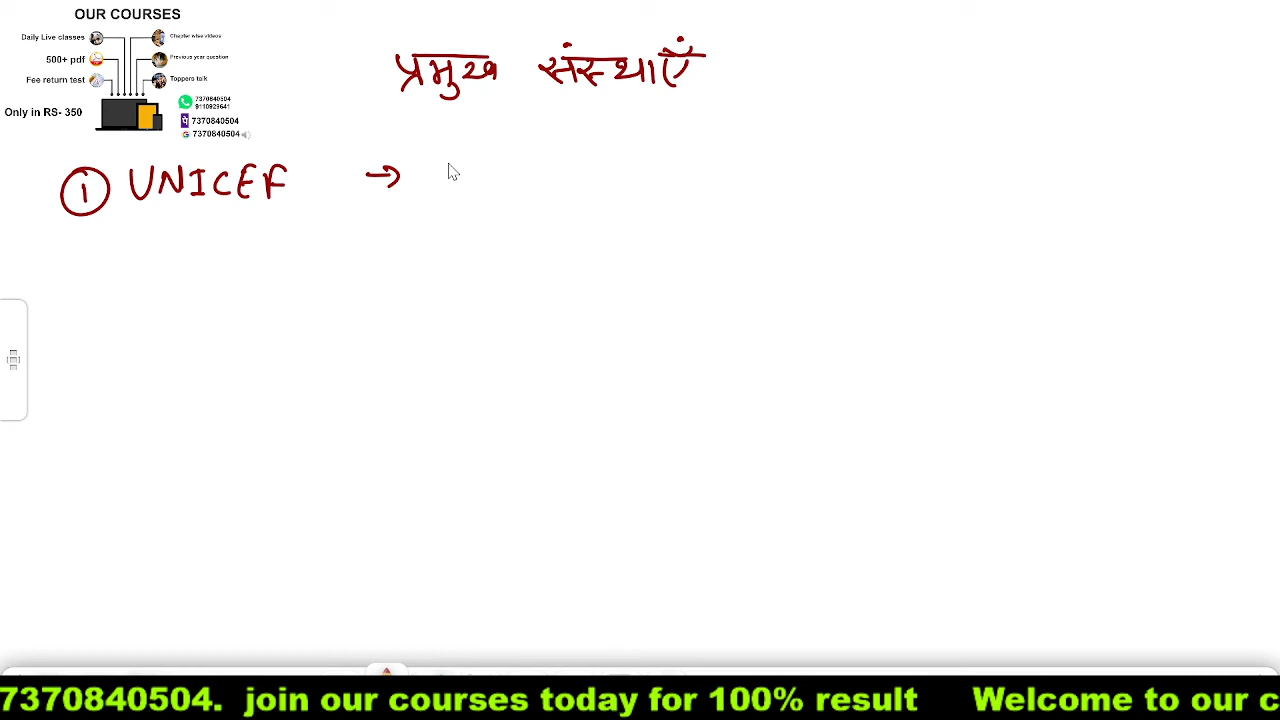 OUR COURSES
Daily Live classes
Chapter wise videos
500+ pdf
Previous year question
Fee return test
Toppers talk
Only in RS- 350
7370840504
9110929641
7370840504
7370840504
प्रमुख संस्थाएँ
1 UNICEF →
7370840504. join our courses today for 100% result Welcome to our c